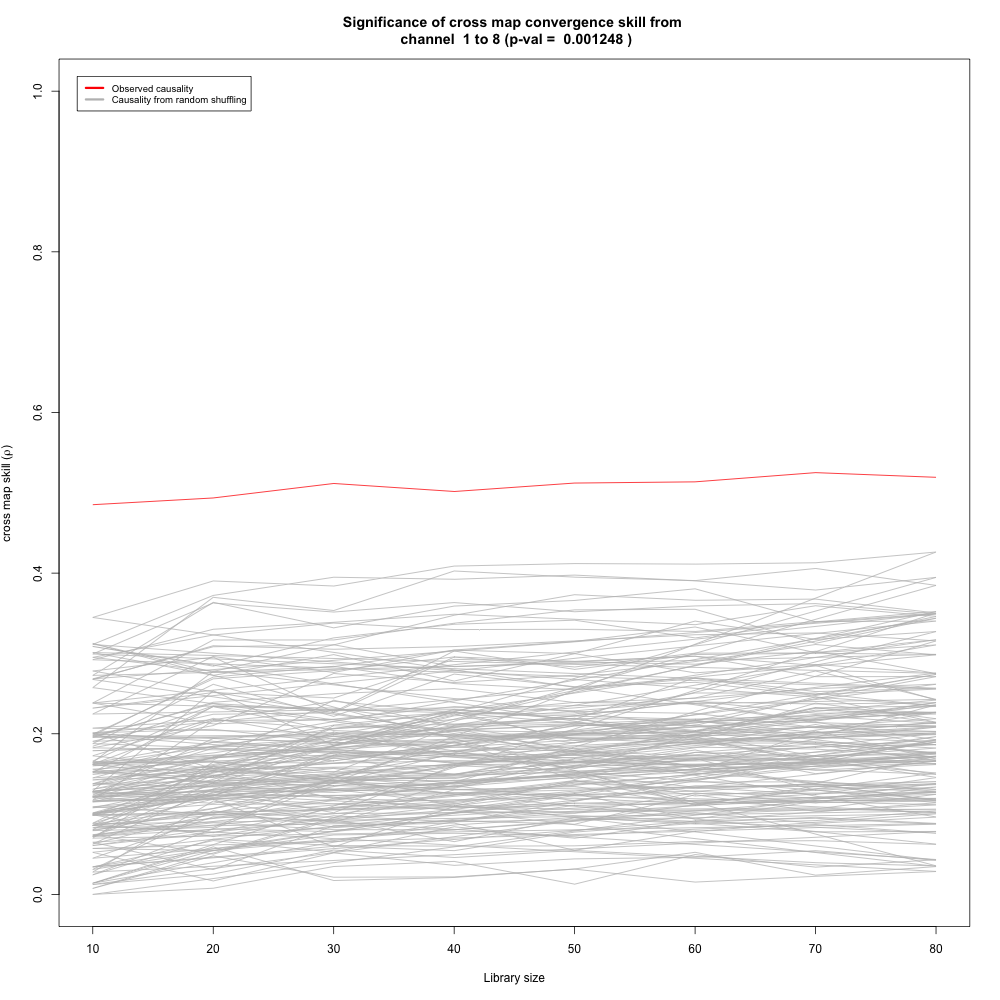 Significance of cross map convergence skill from
channel  1 to 8 (p-val =  0.001248 )
Observed causality
Causality from random shuffling
1.0
0.8
0.6
0.4
0.2
0.0
cross map skill (ρ)
10 20 30 40 50 60 70 80
Library size